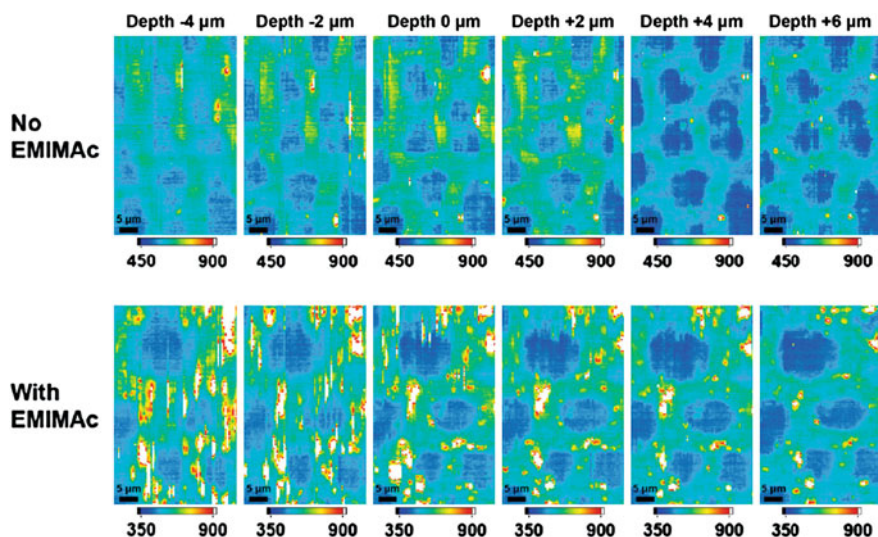 Depth -4 µm Depth -2 µm Depth 0 µm Depth +2 µm Depth +4 µm Depth +6 µm
No
EMIMAc
5 µm 5 µm 5 µm 5 µm 5 µm 5 µm
450 900 450 900 450 900 450 900 450 900 450 900
With
EMIMAc
5 µm 5 µm 5 µm 5 µm 5 µm 5 µm
350 900 350 900 350 900 350 900 350 900 350 900